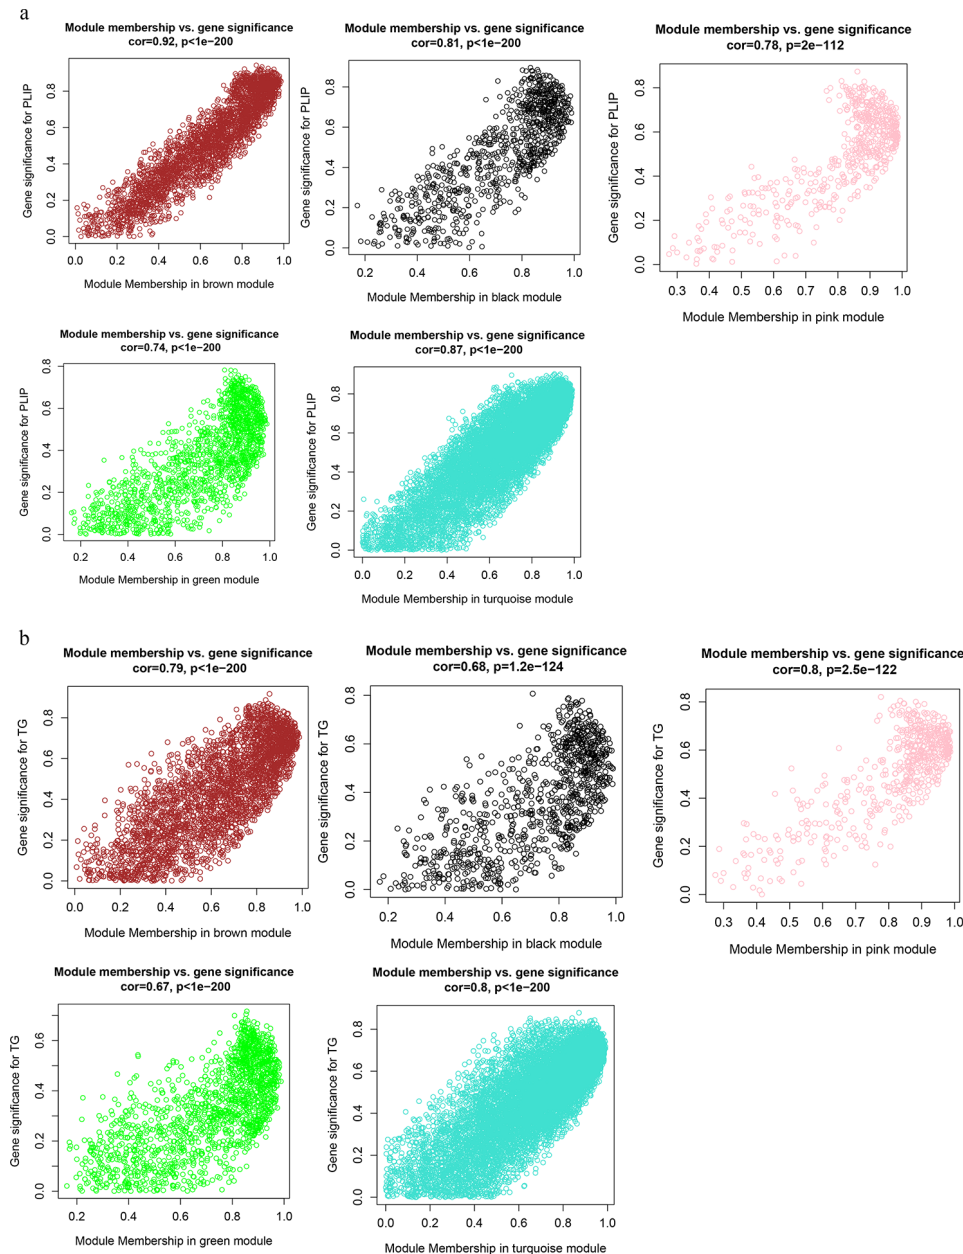 a
Module membership vs. gene significance
cor=0.92, p<1e−200
Gene significance for PLIP
0.0 0.2 0.4 0.6 0.8
0.0 0.2 0.4 0.6 0.8 1.0
Module Membership in brown module
Module membership vs. gene significance
cor=0.81, p<1e−200
Gene significance for PLIP
0.0 0.2 0.4 0.6 0.8
0.2 0.4 0.6 0.8 1.0
Module Membership in black module
Module membership vs. gene significance
cor=0.78, p=2e−112
Gene significance for PLIP
0.0 0.2 0.4 0.6 0.8
0.3 0.4 0.5 0.6 0.7 0.8 0.9 1.0
Module Membership in pink module
Module membership vs. gene significance
cor=0.74, p<1e−200
Gene significance for PLIP
0.0 0.2 0.4 0.6 0.8
0.2 0.4 0.6 0.8 1.0
Module Membership in green module
Module membership vs. gene significance
cor=0.87, p<1e−200
Gene significance for PLIP
0.0 0.2 0.4 0.6 0.8
0.0 0.2 0.4 0.6 0.8 1.0
Module Membership in turquoise module
b
Module membership vs. gene significance
cor=0.79, p<1e−200
Gene significance for TG
0.0 0.2 0.4 0.6 0.8
0.0 0.2 0.4 0.6 0.8 1.0
Module Membership in brown module
Module membership vs. gene significance
cor=0.68, p=1.2e−124
Gene significance for TG
0.0 0.2 0.4 0.6 0.8
0.2 0.4 0.6 0.8 1.0
Module Membership in black module
Module membership vs. gene significance
cor=0.8, p=2.5e−122
Gene significance for TG
0.0 0.2 0.4 0.6 0.8
0.3 0.4 0.5 0.6 0.7 0.8 0.9 1.0
Module Membership in pink module
Module membership vs. gene significance
cor=0.67, p<1e−200
Gene significance for TG
0.0 0.2 0.4 0.6
0.2 0.4 0.6 0.8 1.0
Module Membership in green module
Module membership vs. gene significance
cor=0.8, p<1e−200
Gene significance for TG
0.0 0.2 0.4 0.6 0.8
0.0 0.2 0.4 0.6 0.8 1.0
Module Membership in turquoise module